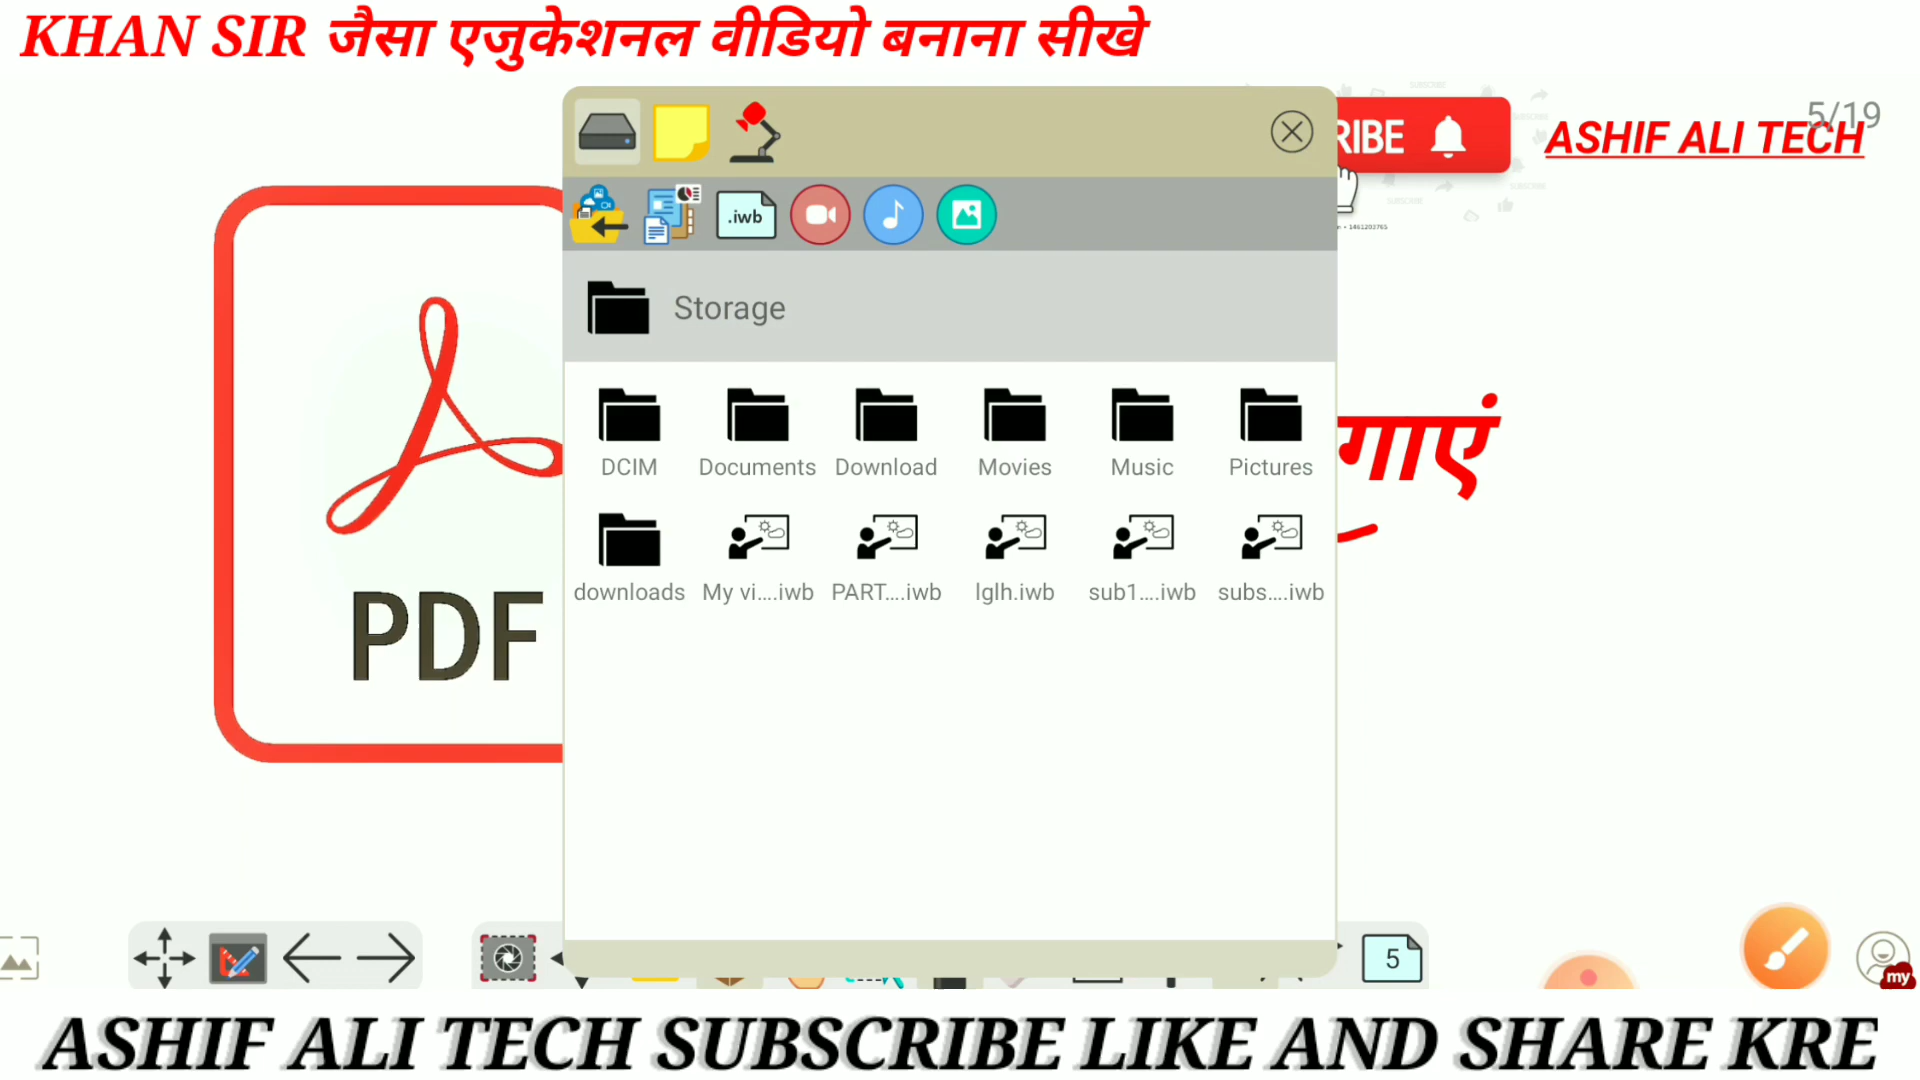 KHAN SIR जैसा एजुकेशनल वीडियो बनाना सीखे
5/19
RIBE
ASHIF ALI TECH
.iwb
1461203765
Storage
DCIM Documents Download Movies Music Pictures
गाएं
downloads My vi....iwb PART....iwb lglh.iwb sub1....iwb subs....iwb
PDF
5
my
ASHIF ALI TECH SUBSCRIBE LIKE AND SHARE KRE